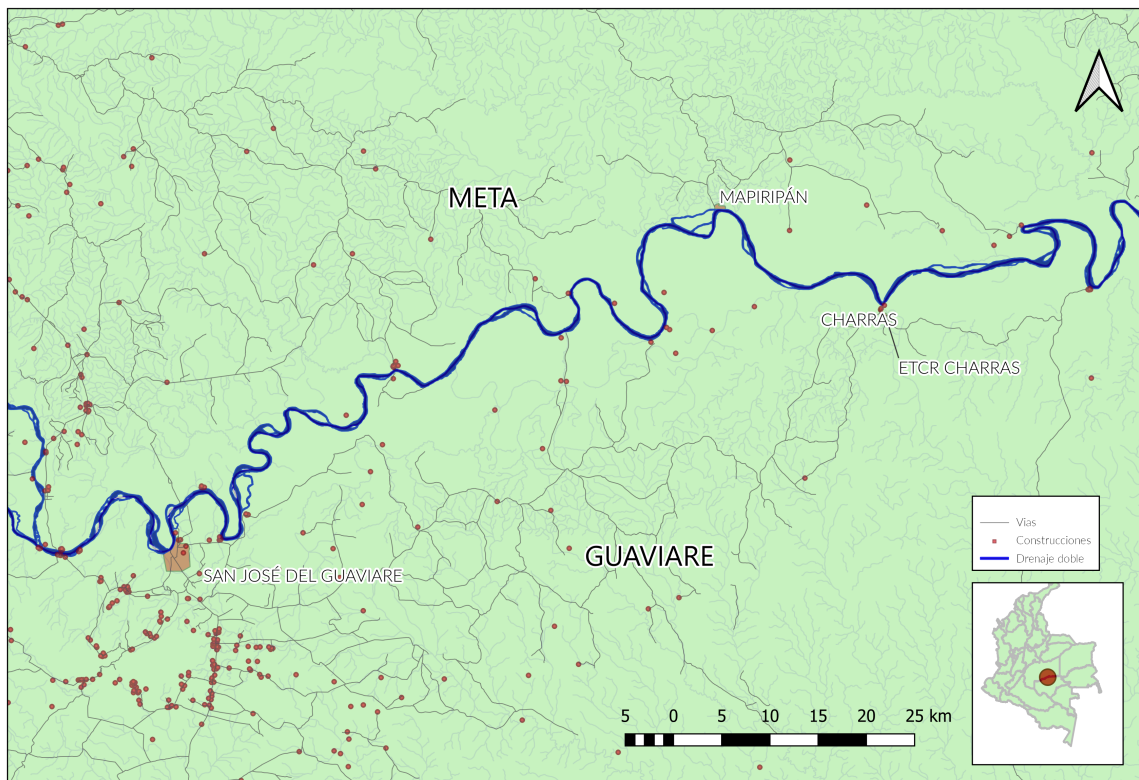 META
MAPIRIPÁN
CHARRAS
ETCR CHARRAS
GUAVIARE
SAN JOSÉ DEL GUAVIARE
Vias
Construcciones
Drenaje doble
5 0 5 10 15 20 25 km